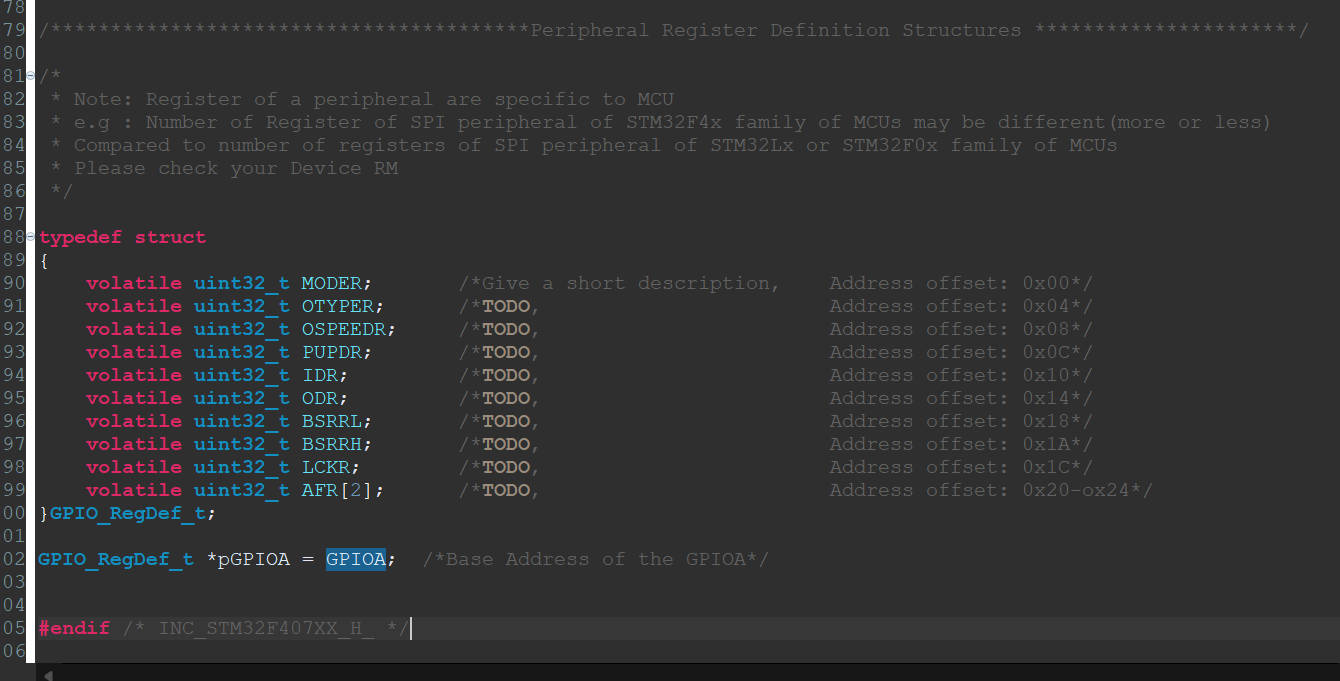 78
79 /****************************************Peripheral Register Definition Structures **********************/
80
81 /*
82  * Note: Register of a peripheral are specific to MCU
83  * e.g : Number of Register of SPI peripheral of STM32F4x family of MCUs may be different(more or less)
84  * Compared to number of registers of SPI peripheral of STM32Lx or STM32F0x family of MCUs
85  * Please check your Device RM
86  */
87
88 typedef struct
89 {
90     volatile uint32_t MODER;       /*Give a short description,    Address offset: 0x00*/
91     volatile uint32_t OTYPER;      /*TODO,                        Address offset: 0x04*/
92     volatile uint32_t OSPEEDR;     /*TODO,                        Address offset: 0x08*/
93     volatile uint32_t PUPDR;       /*TODO,                        Address offset: 0x0C*/
94     volatile uint32_t IDR;         /*TODO,                        Address offset: 0x10*/
95     volatile uint32_t ODR;         /*TODO,                        Address offset: 0x14*/
96     volatile uint32_t BSRRL;       /*TODO,                        Address offset: 0x18*/
97     volatile uint32_t BSRRH;       /*TODO,                        Address offset: 0x1A*/
98     volatile uint32_t LCKR;        /*TODO,                        Address offset: 0x1C*/
99     volatile uint32_t AFR[2];      /*TODO,                        Address offset: 0x20-ox24*/
00 }GPIO_RegDef_t;
01
02 GPIO_RegDef_t *pGPIOA = GPIOA;  /*Base Address of the GPIOA*/
03
04
05 #endif /* INC_STM32F407XX_H_ */
06